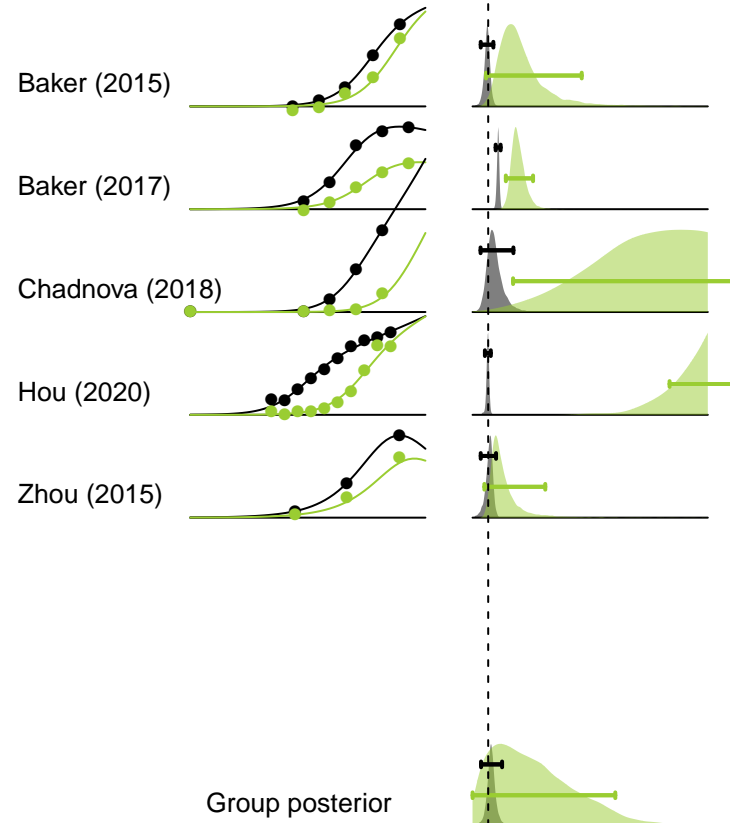 Baker (2015)
Baker (2017)
Chadnova (2018)
Hou (2020)
Zhou (2015)
Group posterior